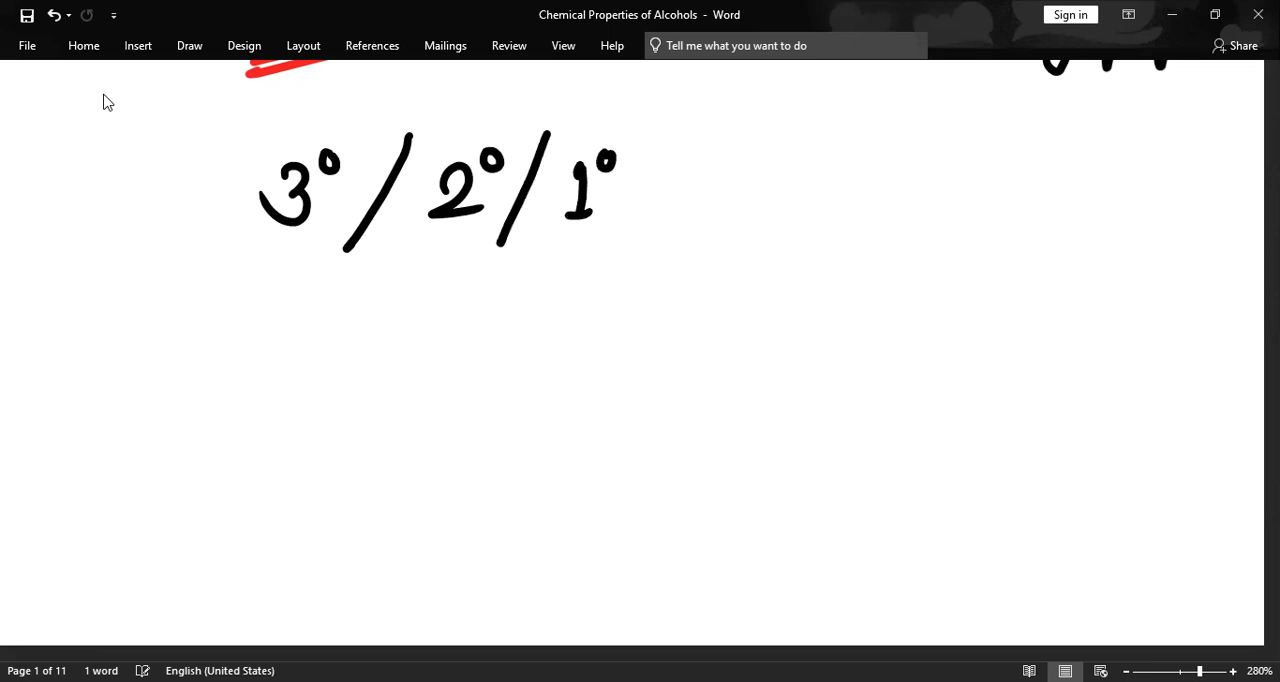 Chemical Properties of Alcohols - Word
Sign in
File Home Insert Draw Design Layout References Mailings Review View Help Tell me what you want to do Share
3° / 2° / 1°
Page 1 of 11 1 word English (United States) 280%